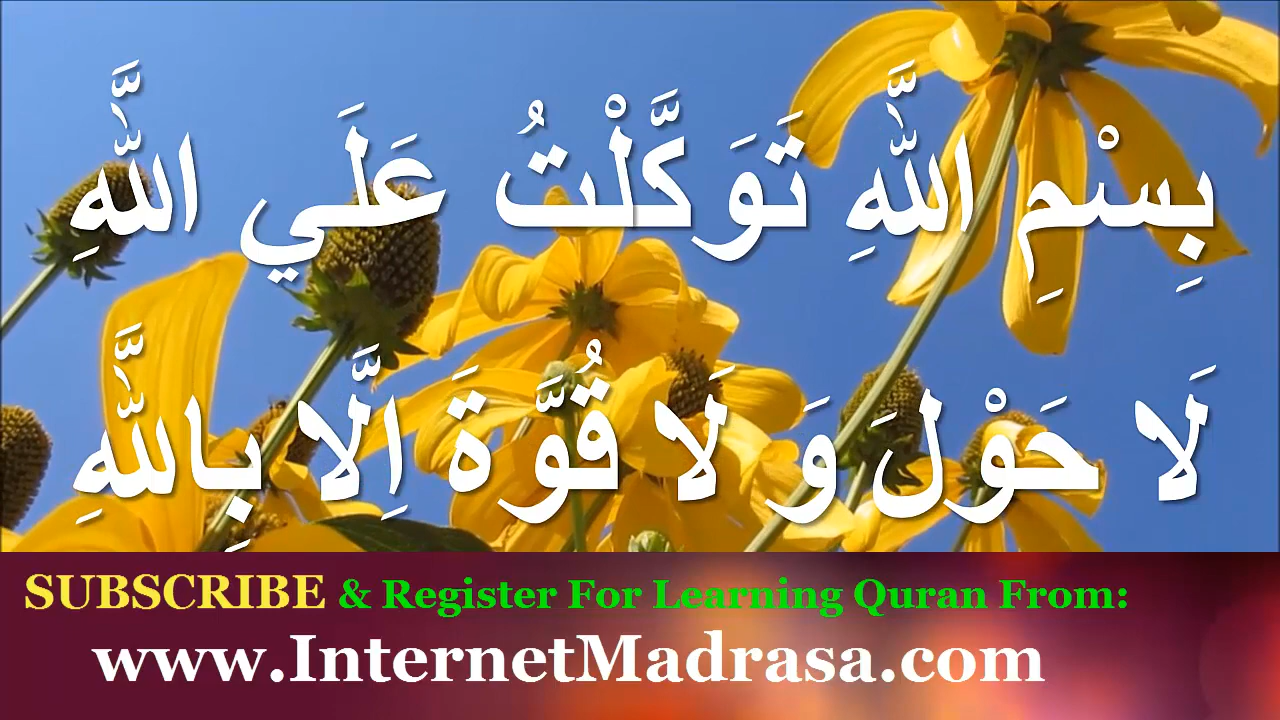 بِسْمِ اللَّهِ تَوَكَّلْتُ عَلَي اللَّهِ
لَا حَوْلَ وَ لَا قُوَّةَ اِلَّا بِاللَّهِ
SUBSCRIBE & Register For Learning Quran From:
www.InternetMadrasa.com